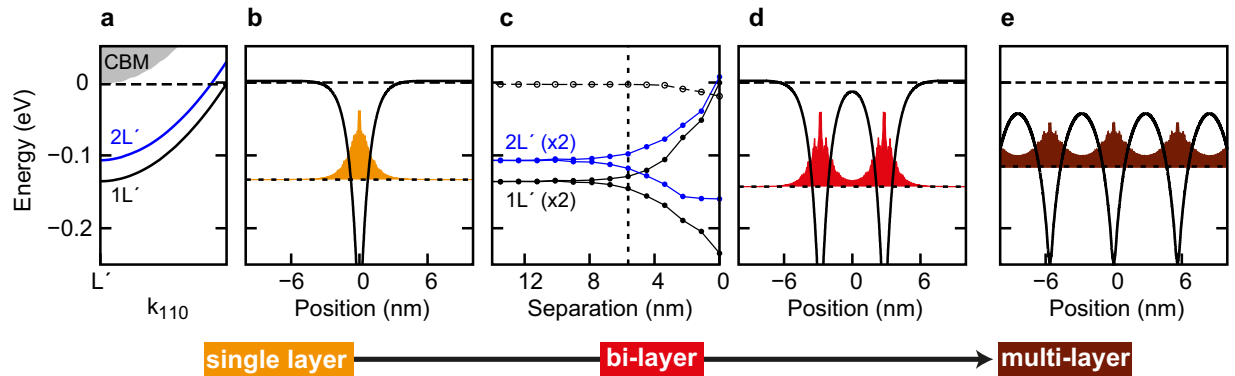 a b c d e
Energy (eV)
0
−0.1
−0.2
CBM
2L´
1L´
L´
k110
−6 0 6
Position (nm)
2L´ (x2)
1L´ (x2)
12 8 4 0
Separation (nm)
−6 0 6
Position (nm)
−6 0 6
Position (nm)
single layer
bi-layer
multi-layer